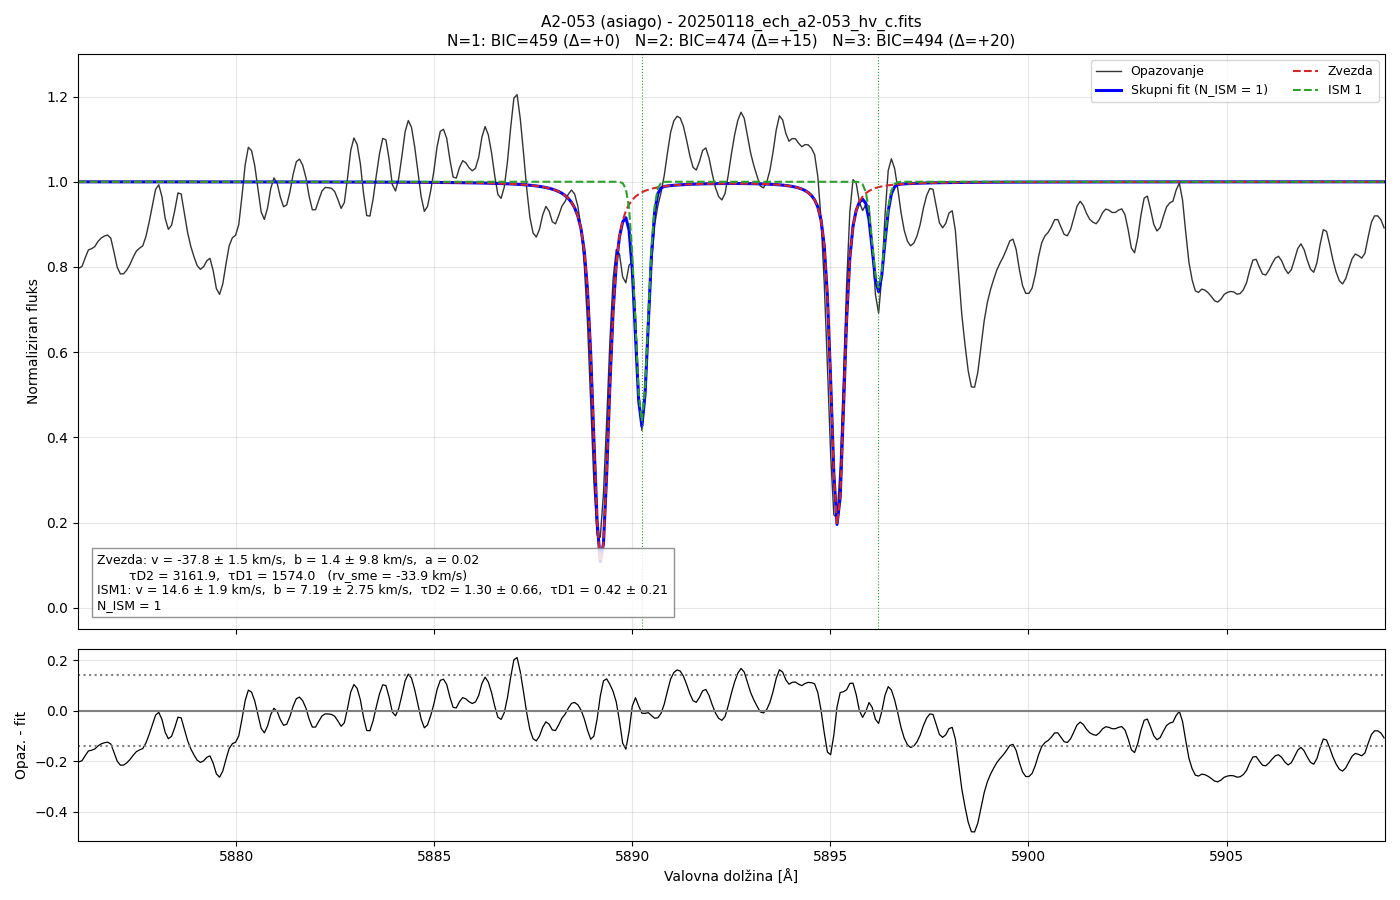 A2-053 (asiago) - 20250118_ech_a2-053_hv_c.fits
N=1: BIC=459 (Δ=+0)   N=2: BIC=474 (Δ=+15)   N=3: BIC=494 (Δ=+20)
Opazovanje
Skupni fit (N_ISM = 1)
Zvezda
ISM 1
Normaliziran fluks
1.2
1.0
0.8
0.6
0.4
0.2
0.0
Zvezda: v = -37.8 ± 1.5 km/s,  b = 1.4 ± 9.8 km/s,  a = 0.02
τD2 = 3161.9,  τD1 = 1574.0   (rv_sme = -33.9 km/s)
ISM1: v = 14.6 ± 1.9 km/s,  b = 7.19 ± 2.75 km/s,  τD2 = 1.30 ± 0.66,  τD1 = 0.42 ± 0.21
N_ISM = 1
Opaz. - fit
0.2
0.0
−0.2
−0.4
5880
5885
5890
5895
5900
5905
Valovna dolžina [Å]